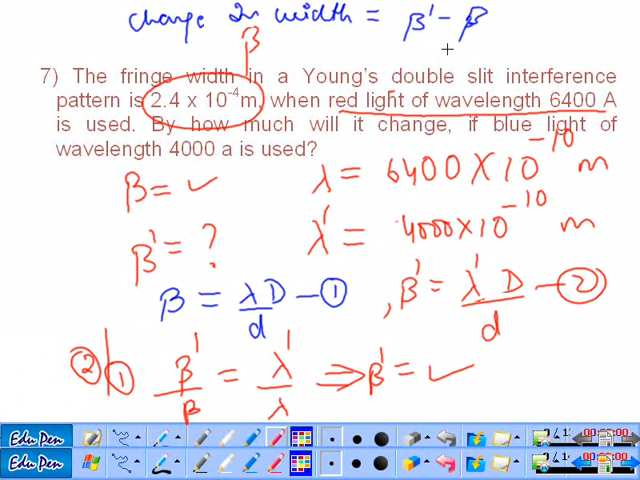 change in width = β' - β
β
7) The fringe width in a Young's double slit interference
pattern is 2.4 x 10⁻⁴m, when red light of wavelength 6400 A
is used. By how much will it change, if blue light of
wavelength 4000 a is used?
β = ✓ λ = 6400 × 10⁻¹⁰ m
β' = ? λ' = 4000 × 10⁻¹⁰ m
β = λD/d - ① , β' = λ'D/d - ②
②/① β'/β = λ'/λ ⇒ β' = ✓
Edu Pen
Edu Pen